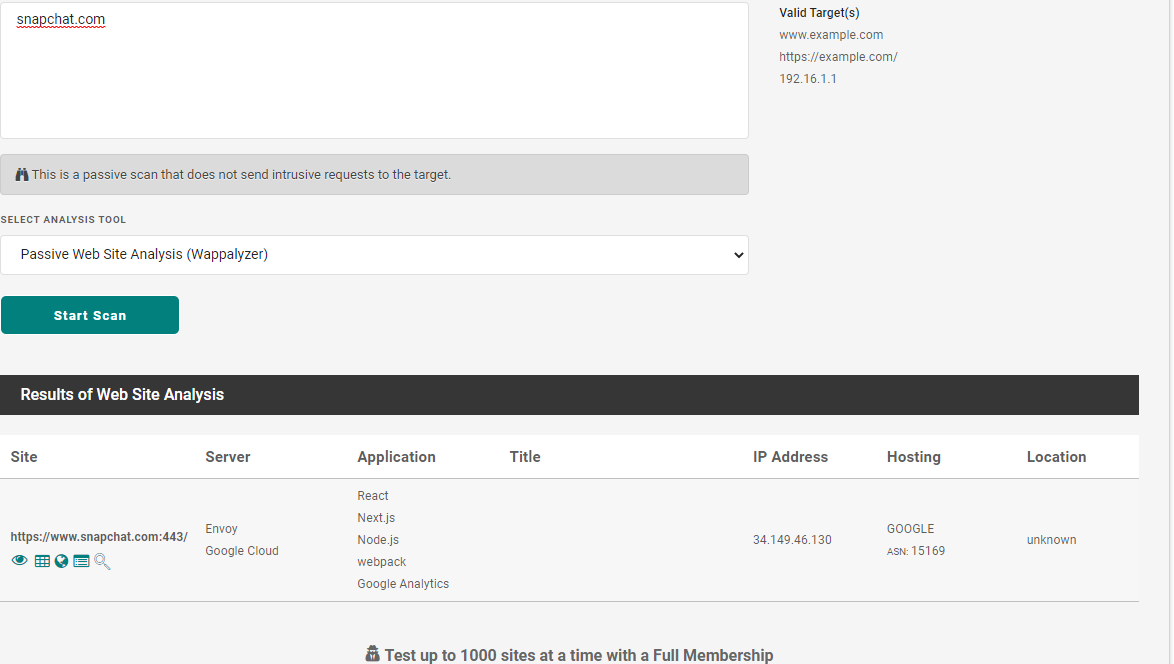 snapchat.com
Valid Target(s)
www.example.com
https://example.com/
192.16.1.1
This is a passive scan that does not send intrusive requests to the target.
SELECT ANALYSIS TOOL
Passive Web Site Analysis (Wappalyzer)
Start Scan
Results of Web Site Analysis
Site Server Application Title IP Address Hosting Location
https://www.snapchat.com:443/
Envoy
Google Cloud
React
Next.js
Node.js
webpack
Google Analytics
34.149.46.130
GOOGLE
ASN: 15169
unknown
Test up to 1000 sites at a time with a Full Membership